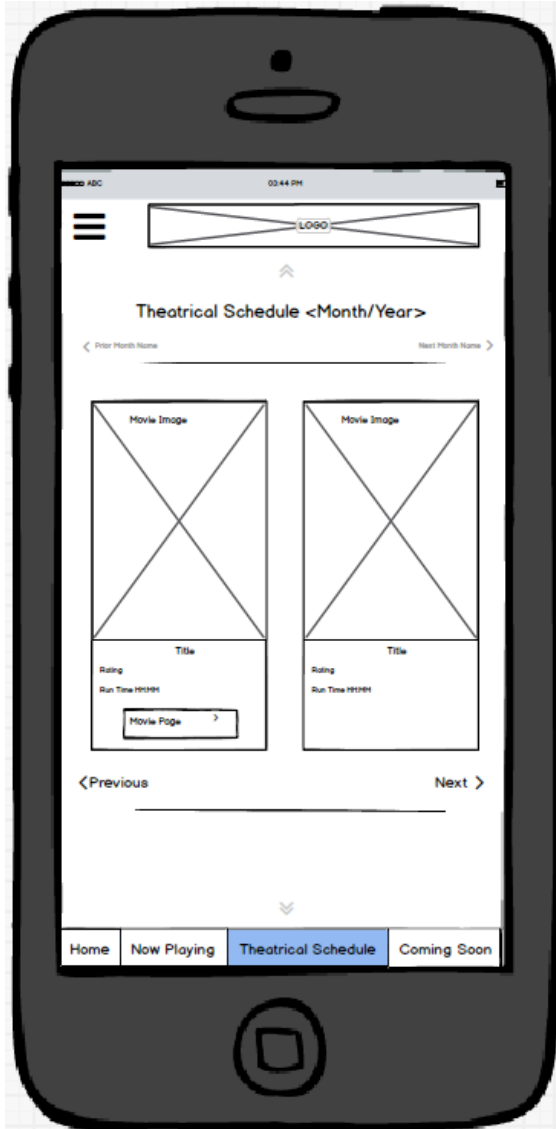 ABC 03:44 PM
LOGO
Theatrical Schedule <Month/Year>
Prior Month Name Next Month Name
Movie Image Movie Image
Title Title
Rating Rating
Run Time HH:MM Run Time HH:MM
Movie Page
Previous Next
Home Now Playing Theatrical Schedule Coming Soon